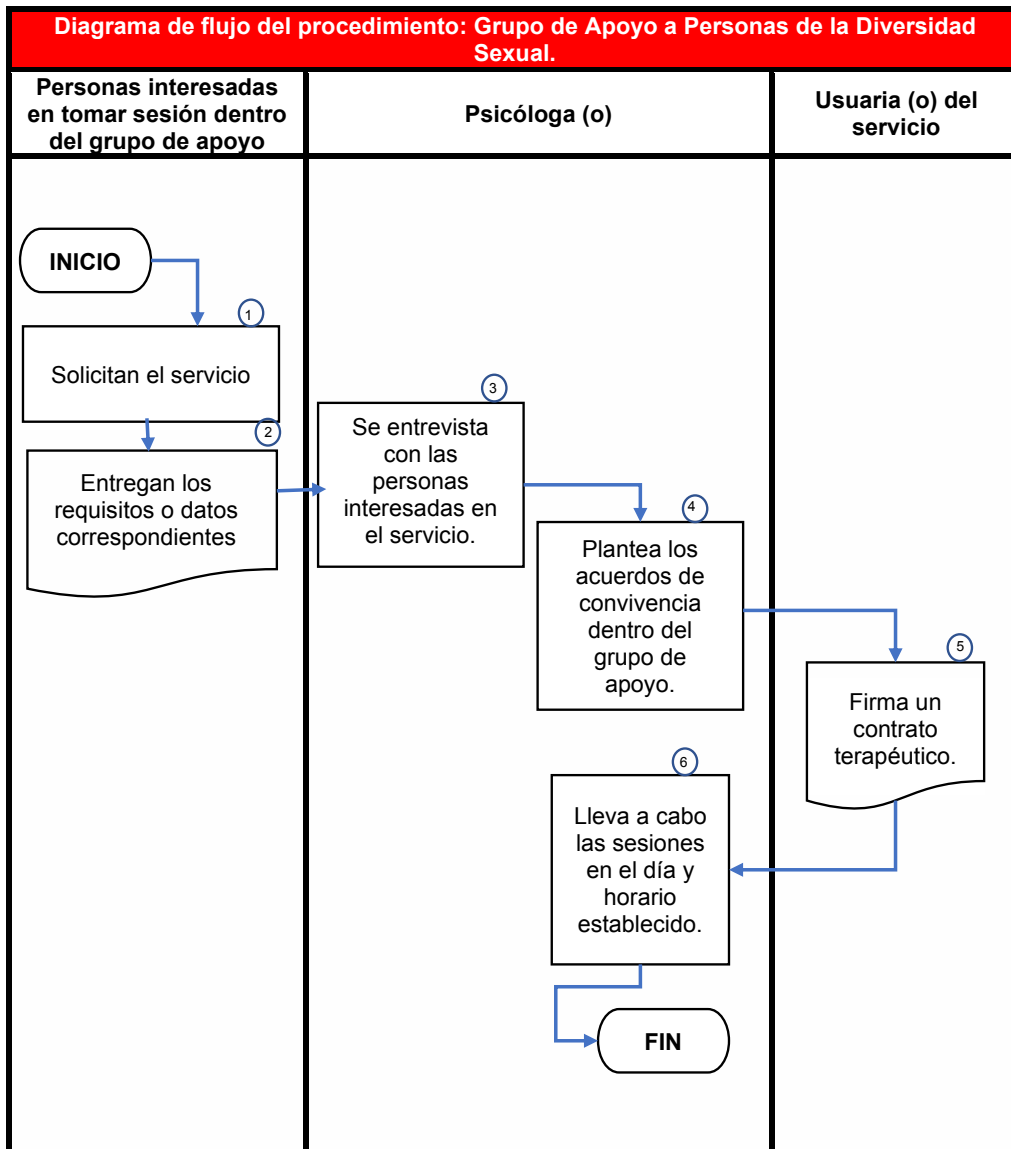 Diagrama de flujo del procedimiento: Grupo de Apoyo a Personas de la Diversidad
Sexual.
Personas interesadas
en tomar sesión dentro
del grupo de apoyo
Psicóloga (o)
Usuaria (o) del
servicio
INICIO
1
Solicitan el servicio
2
Entregan los
requisitos o datos
correspondientes
3
Se entrevista
con las
personas
interesadas en
el servicio.
4
Plantea los
acuerdos de
convivencia
dentro del
grupo de
apoyo.
5
Firma un
contrato
terapéutico.
6
Lleva a cabo
las sesiones
en el día y
horario
establecido.
FIN